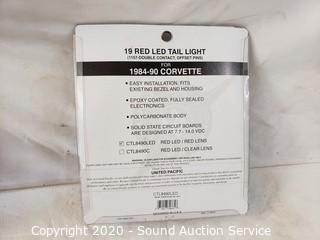 19 RED LED TAIL LIGHT
(1157-DOUBLE CONTACT, OFFSET PINS)
FOR
1984-90 CORVETTE
• EASY INSTALLATION, FITS
EXISTING BEZEL AND HOUSING
• EPOXY COATED, FULLY SEALED
ELECTRONICS
• POLYCARBONATE BODY
• SOLID STATE CIRCUIT BOARDS
ARE DESIGNED AT 7.7 - 14.0 VDC
CTL8490LED RED LED / RED LENS
CTL8490C RED LED / CLEAR LENS
UNITED PACIFIC
CTL8490LED
Copyright © 2020 - Sound Auction Service